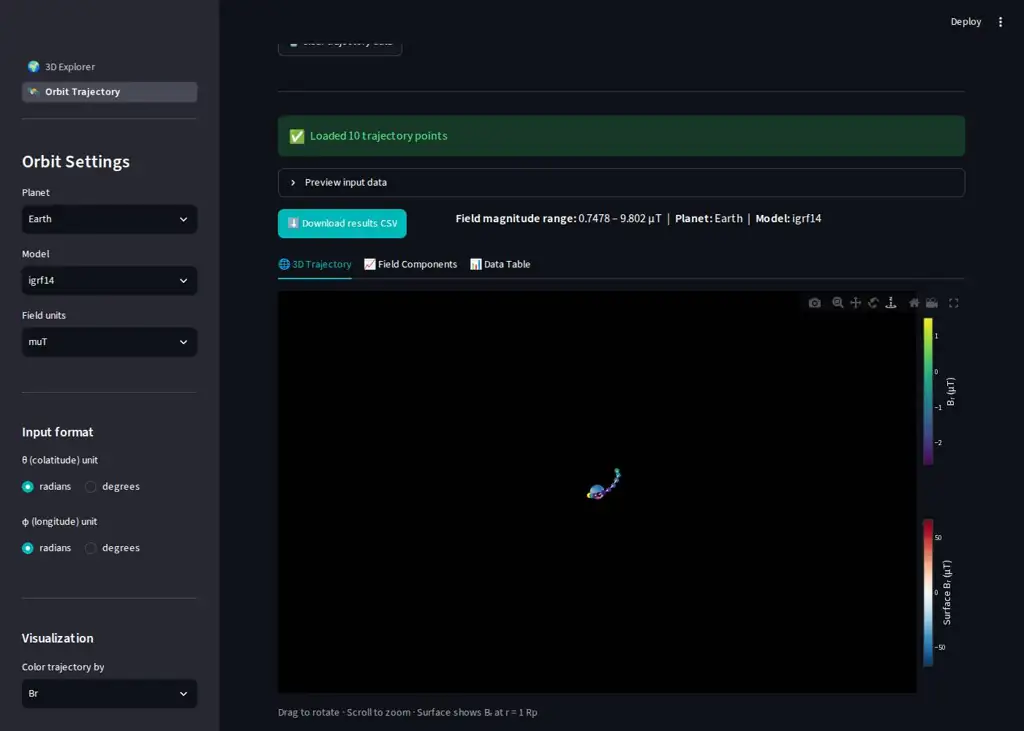 Deploy
3D Explorer
Orbit Trajectory
Orbit Settings
Planet
Earth
Model
igrf14
Field units
muT
Input format
θ (colatitude) unit
radians
degrees
ϕ (longitude) unit
radians
degrees
Visualization
Color trajectory by
Br
Loaded 10 trajectory points
Preview input data
Download results CSV
Field magnitude range: 0.7478 – 9.802 μT | Planet: Earth | Model: igrf14
3D Trajectory
Field Components
Data Table
1
0
−1
−2
Bᵣ (μT)
50
0
−50
Surface Bᵣ (μT)
Drag to rotate · Scroll to zoom · Surface shows Bᵣ at r = 1 Rp